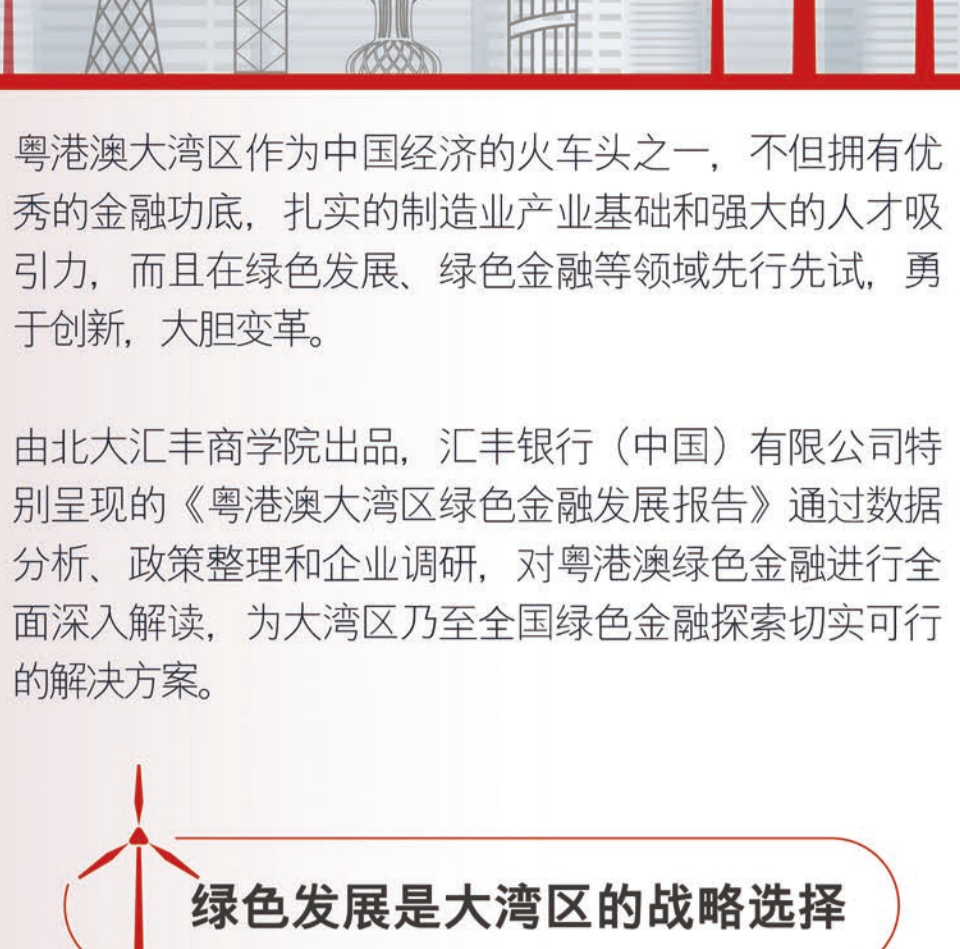 粤港澳大湾区作为中国经济的火车头之一，不但拥有优
秀的金融功底，扎实的制造业产业基础和强大的人才吸
引力，而且在绿色发展、绿色金融等领域先行先试，勇
于创新，大胆变革。
由北大汇丰商学院出品，汇丰银行（中国）有限公司特
别呈现的《粤港澳大湾区绿色金融发展报告》通过数据
分析、政策整理和企业调研，对粤港澳绿色金融进行全
面深入解读，为大湾区乃至全国绿色金融探索切实可行
的解决方案。
绿色发展是大湾区的战略选择